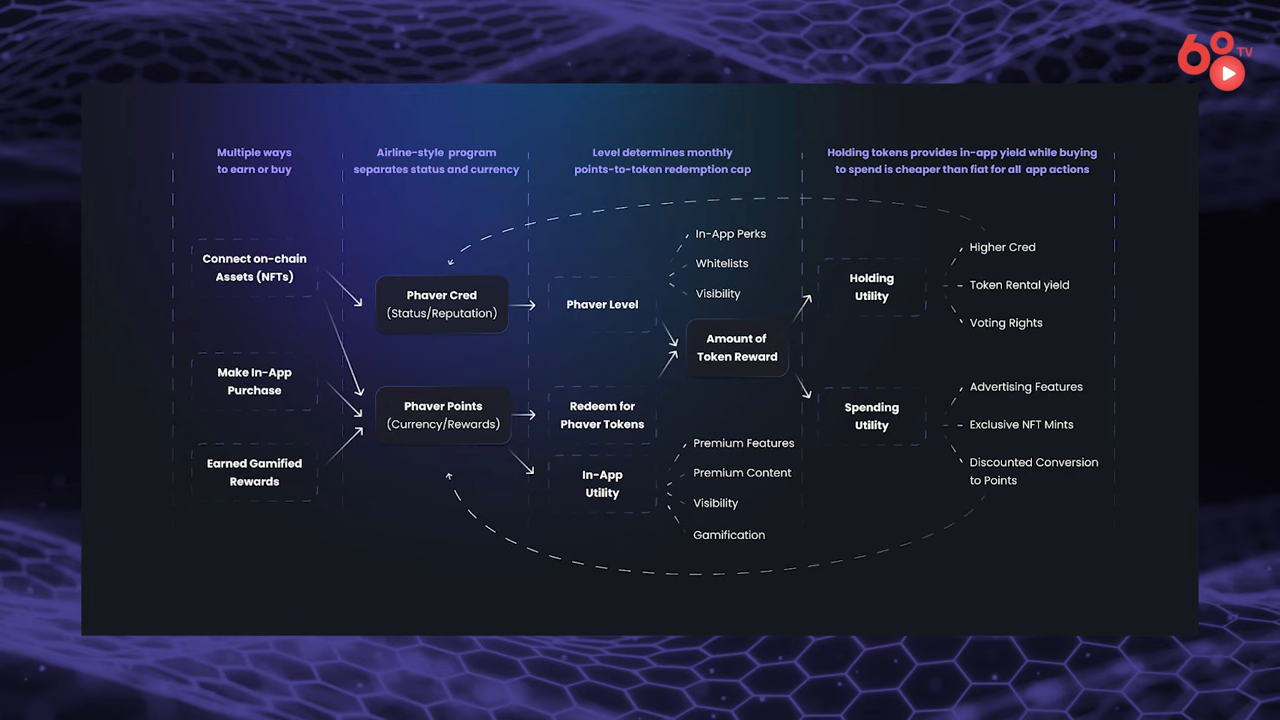 68
TV
Multiple ways
to earn or buy
Airline-style program
separates status and currency
Level determines monthly
points-to-token redemption cap
Holding tokens provides in-app yield while buying
to spend is cheaper than fiat for all app actions
Connect on-chain
Assets (NFTs)
Make In-App
Purchase
Earned Gamified
Rewards
Phaver Cred
(Status/Reputation)
Phaver Points
(Currency/Rewards)
Phaver Level
In-App Perks
Whitelists
Visibility
Redeem for
Phaver Tokens
In-App
Utility
Premium Features
Premium Content
Visibility
Gamification
Amount of
Token Reward
Holding
Utility
Higher Cred
Token Rental yield
Voting Rights
Spending
Utility
Advertising Features
Exclusive NFT Mints
Discounted Conversion
to Points